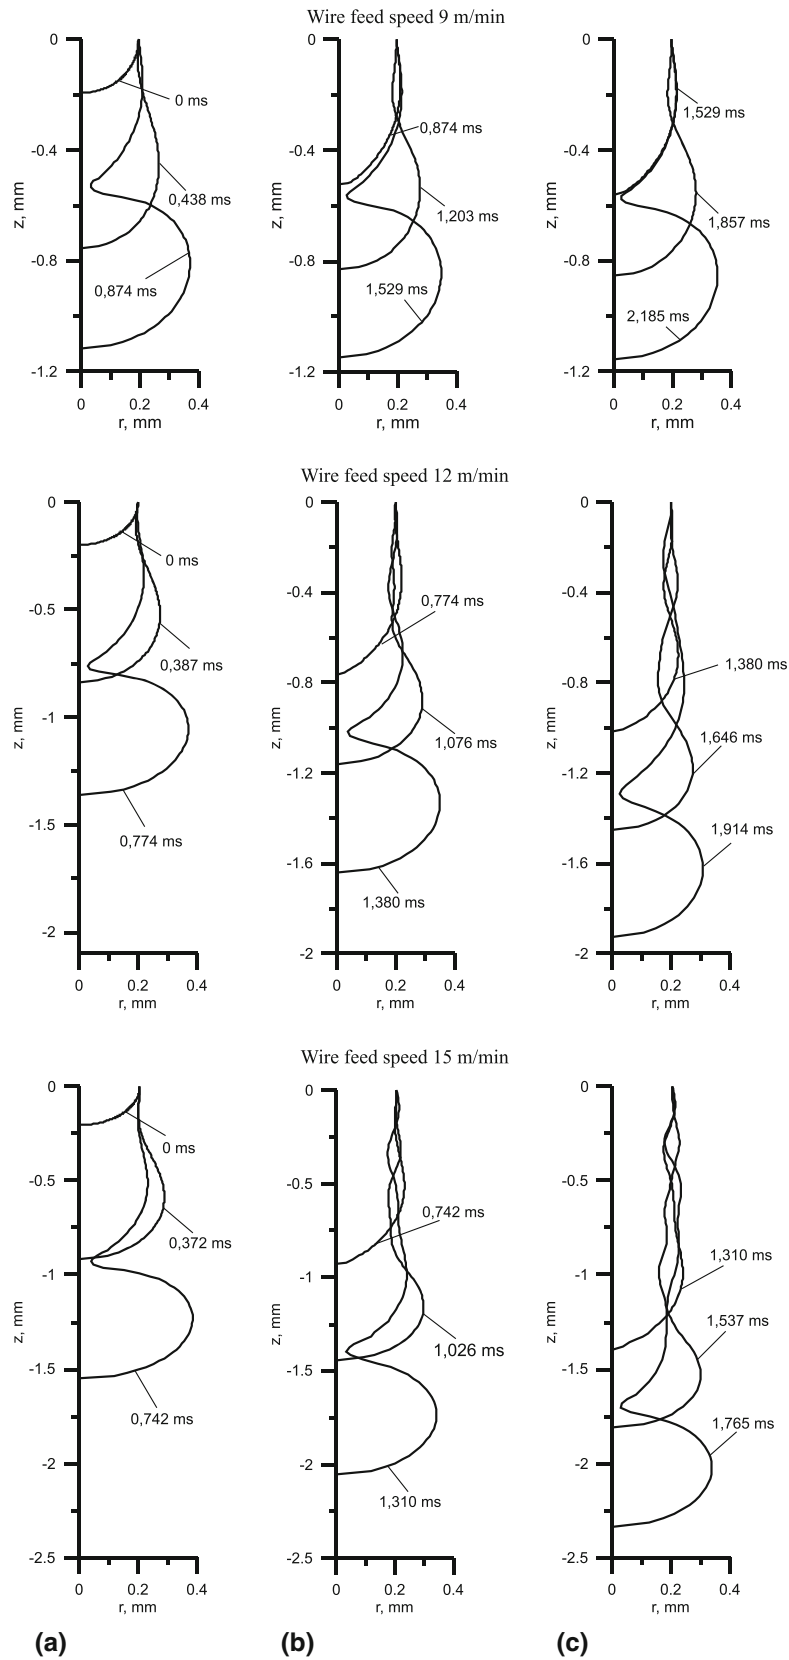 Wire feed speed 9 m/min
0
-0.4
-0.8
-1.2
z, mm
0 ms
0,438 ms
0,874 ms
0 0.2 0.4
r, mm
0
-0.4
-0.8
-1.2
z, mm
0,874 ms
1,203 ms
1,529 ms
0 0.2 0.4
r, mm
0
-0.4
-0.8
-1.2
z, mm
1,529 ms
1,857 ms
2,185 ms
0 0.2 0.4
r, mm
Wire feed speed 12 m/min
0
-0.5
-1
-1.5
-2
z, mm
0 ms
0,387 ms
0,774 ms
0 0.2 0.4
r, mm
0
-0.4
-0.8
-1.2
-1.6
-2
z, mm
0,774 ms
1,076 ms
1,380 ms
0 0.2 0.4
r, mm
0
-0.4
-0.8
-1.2
-1.6
-2
z, mm
1,380 ms
1,646 ms
1,914 ms
0 0.2 0.4
r, mm
Wire feed speed 15 m/min
0
-0.5
-1
-1.5
-2
-2.5
z, mm
0 ms
0,372 ms
0,742 ms
0 0.2 0.4
r, mm
0
-0.5
-1
-1.5
-2
-2.5
z, mm
0,742 ms
1,026 ms
1,310 ms
0 0.2 0.4
r, mm
0
-0.5
-1
-1.5
-2
-2.5
z, mm
1,310 ms
1,537 ms
1,765 ms
0 0.2 0.4
r, mm
(a) (b) (c)